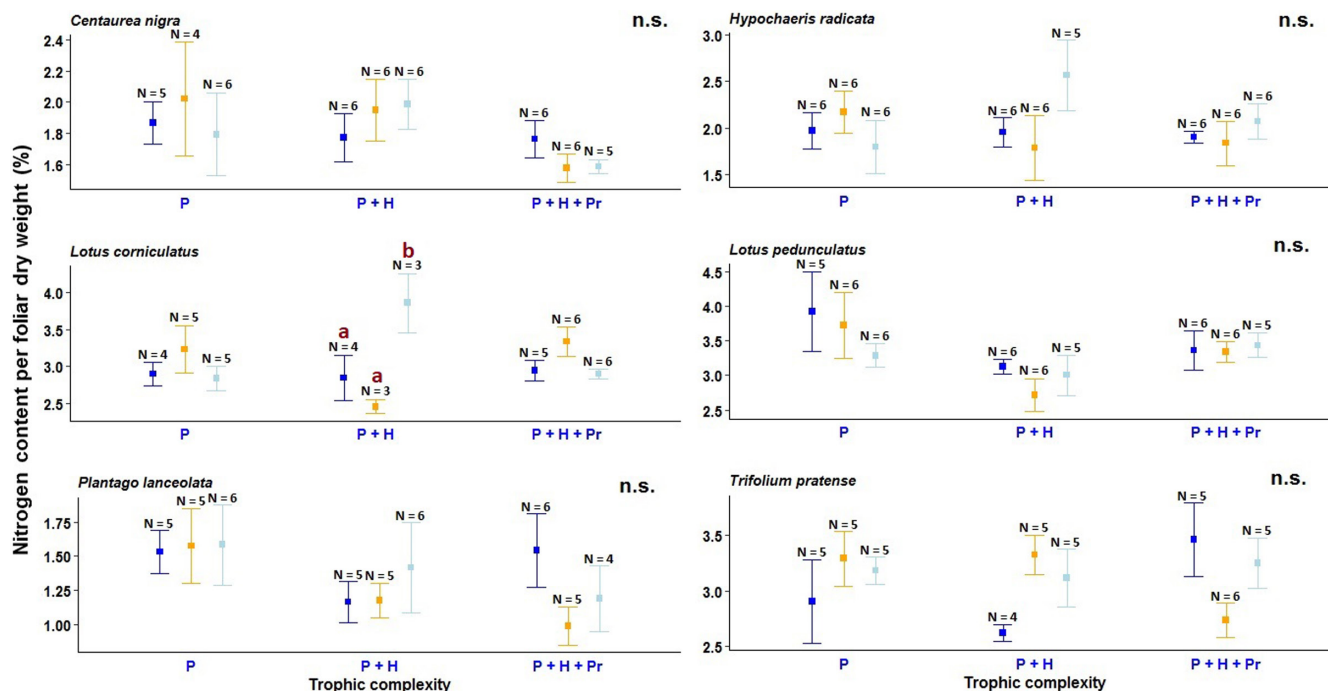 Nitrogen content per foliar dry weight (%)
Centaurea nigra
n.s.
2.4
2.2
2.0
1.8
1.6
N = 5
N = 4
N = 6
N = 6
N = 6
N = 6
N = 6
N = 6
N = 5
P
P + H
P + H + Pr
Hypochaeris radicata
n.s.
3.0
2.5
2.0
1.5
N = 6
N = 6
N = 6
N = 6
N = 6
N = 5
N = 6
N = 6
N = 6
P
P + H
P + H + Pr
Lotus corniculatus
4.0
3.5
3.0
2.5
N = 4
N = 5
N = 5
a
N = 4
a
N = 3
b
N = 3
N = 5
N = 6
N = 6
P
P + H
P + H + Pr
Lotus pedunculatus
n.s.
4.5
4.0
3.5
3.0
2.5
N = 5
N = 6
N = 6
N = 6
N = 6
N = 5
N = 6
N = 6
N = 5
P
P + H
P + H + Pr
Plantago lanceolata
n.s.
1.75
1.50
1.25
1.00
N = 5
N = 5
N = 6
N = 5
N = 5
N = 6
N = 6
N = 5
N = 4
P
P + H
P + H + Pr
Trophic complexity
Trifolium pratense
n.s.
3.5
3.0
2.5
N = 5
N = 5
N = 5
N = 4
N = 5
N = 5
N = 5
N = 6
N = 5
P
P + H
P + H + Pr
Trophic complexity